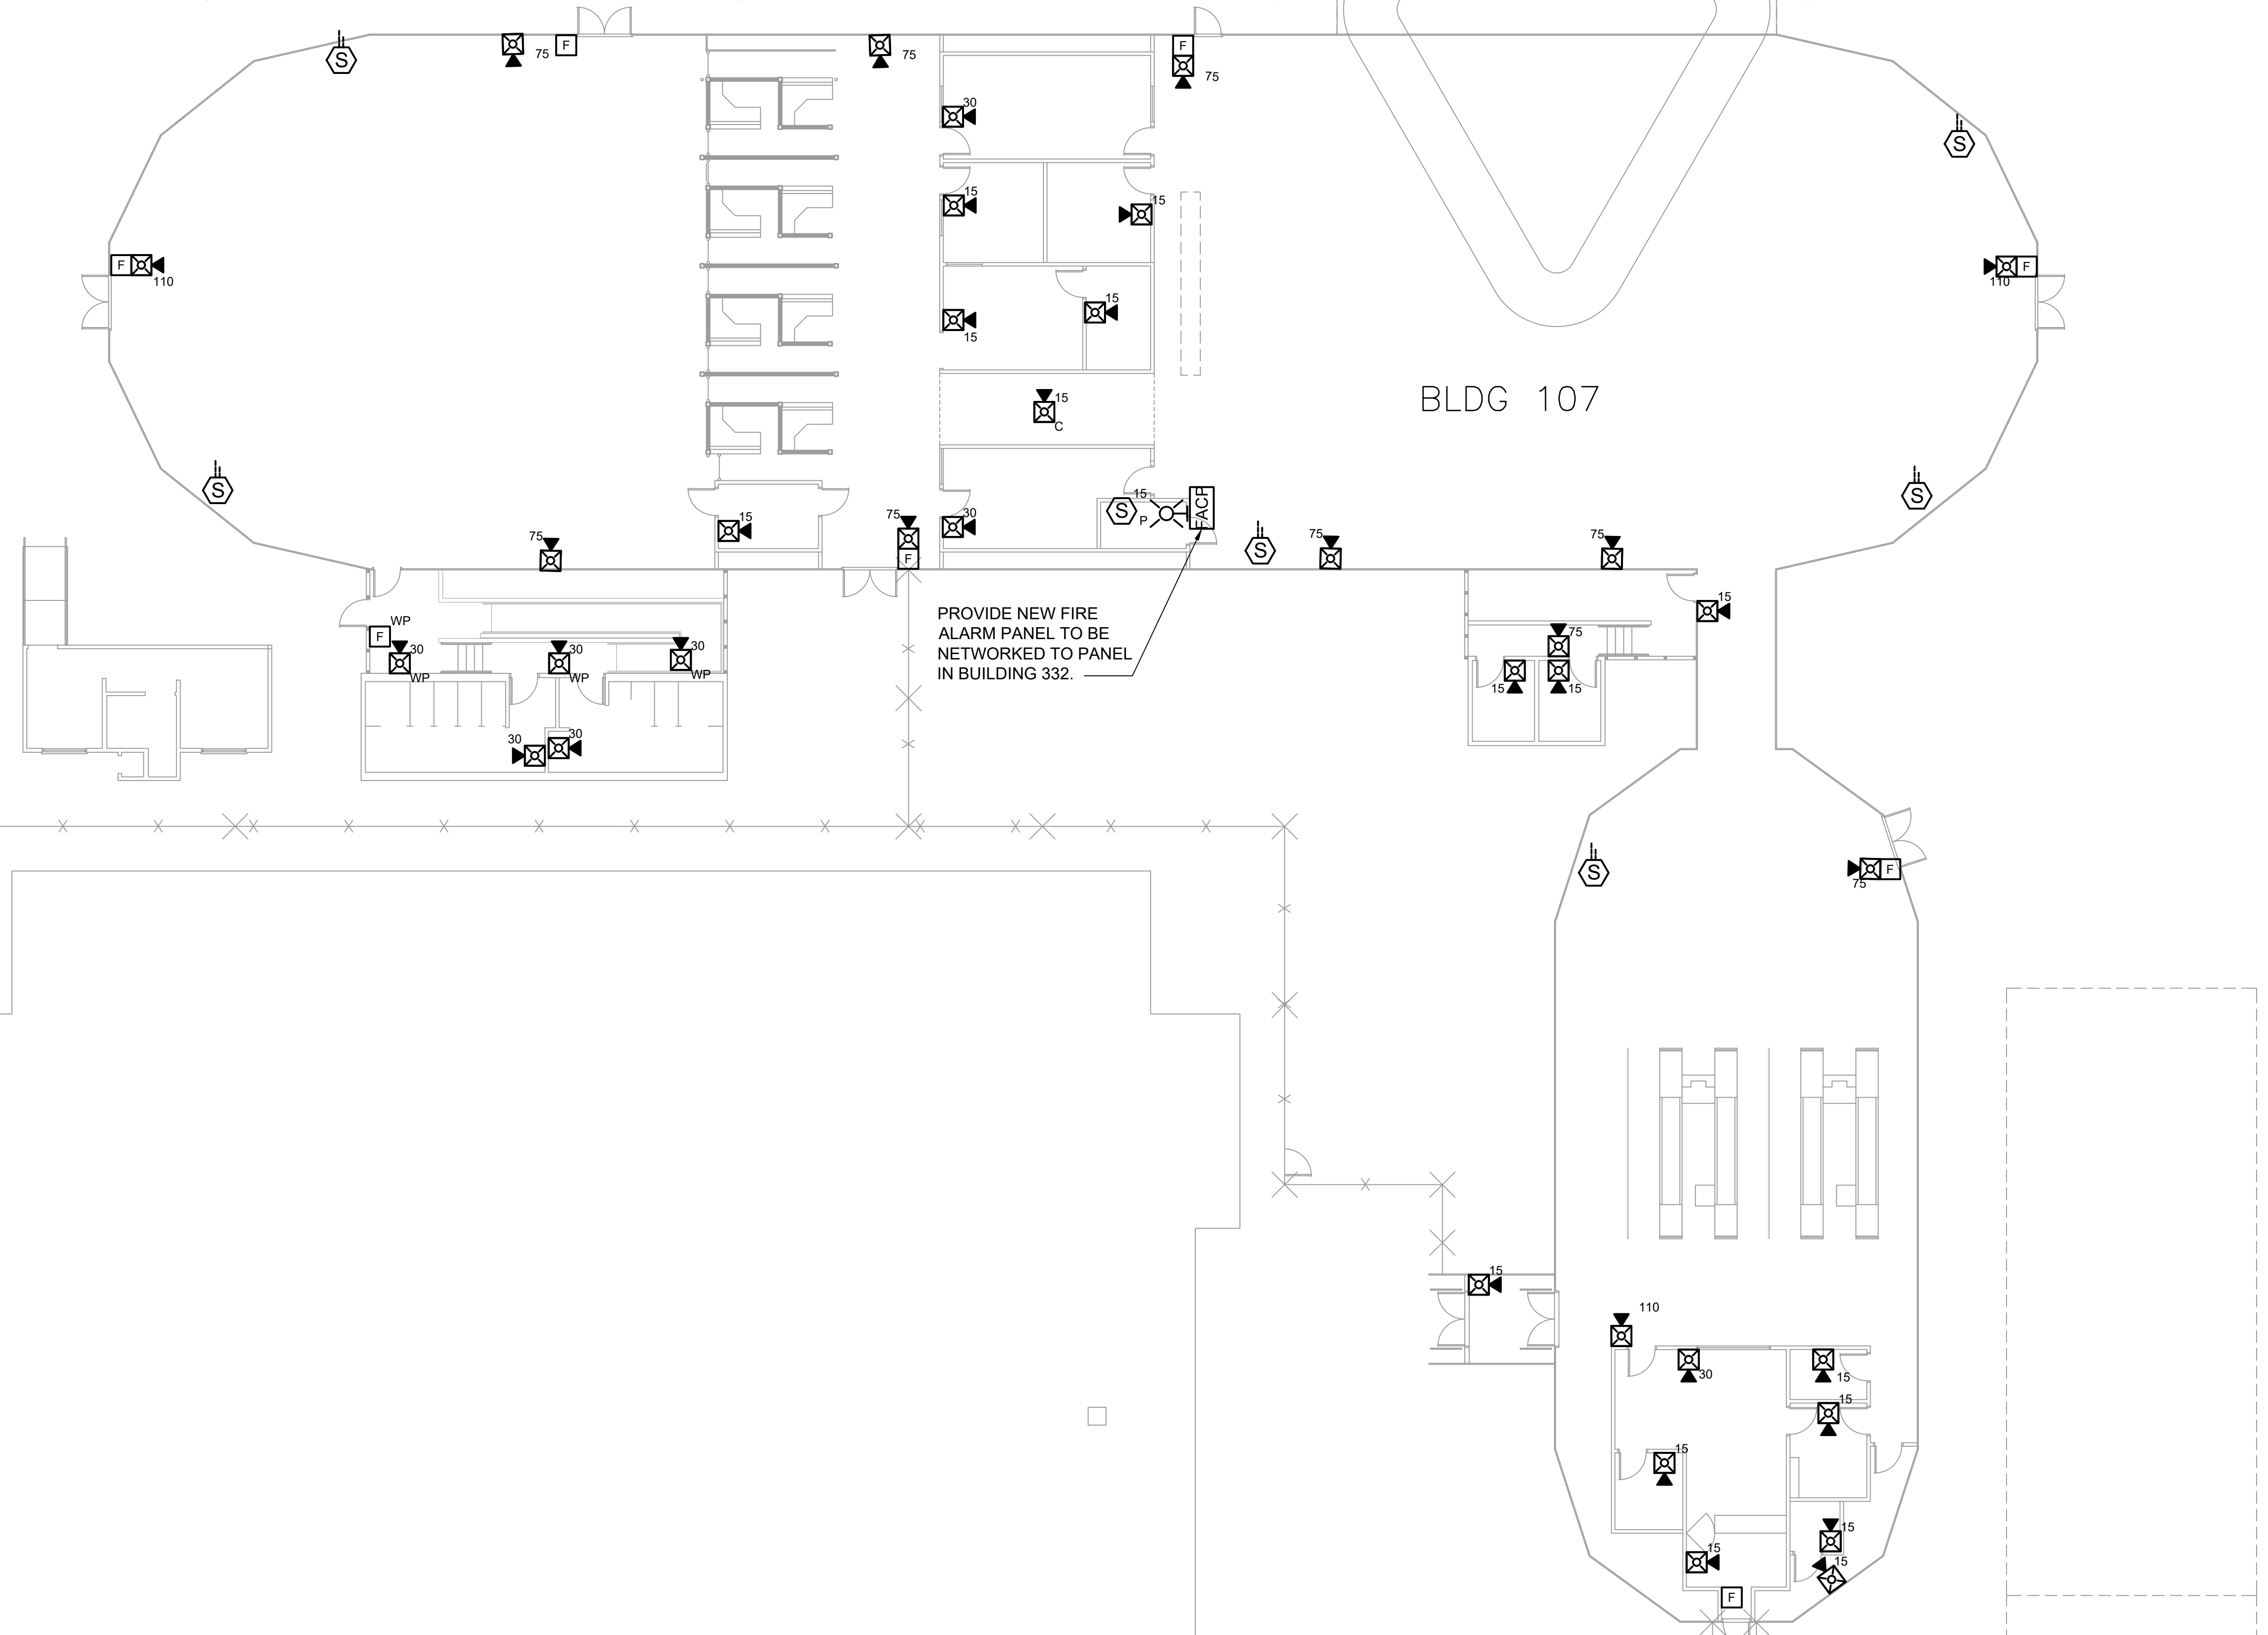 S
75
F
75
F
75
30
S
15
15
F
110
110
F
15
15
15
C
BLDG 107
S
S
15
S
P
FACP
30
15
75
F
75
S
75
75
PROVIDE NEW FIRE
ALARM PANEL TO BE
NETWORKED TO PANEL
IN BUILDING 332.
15
WP
F
30
WP
30
WP
30
WP
75
15
15
30
30
S
F
75
15
110
30
15
15
15
15
15
15
F